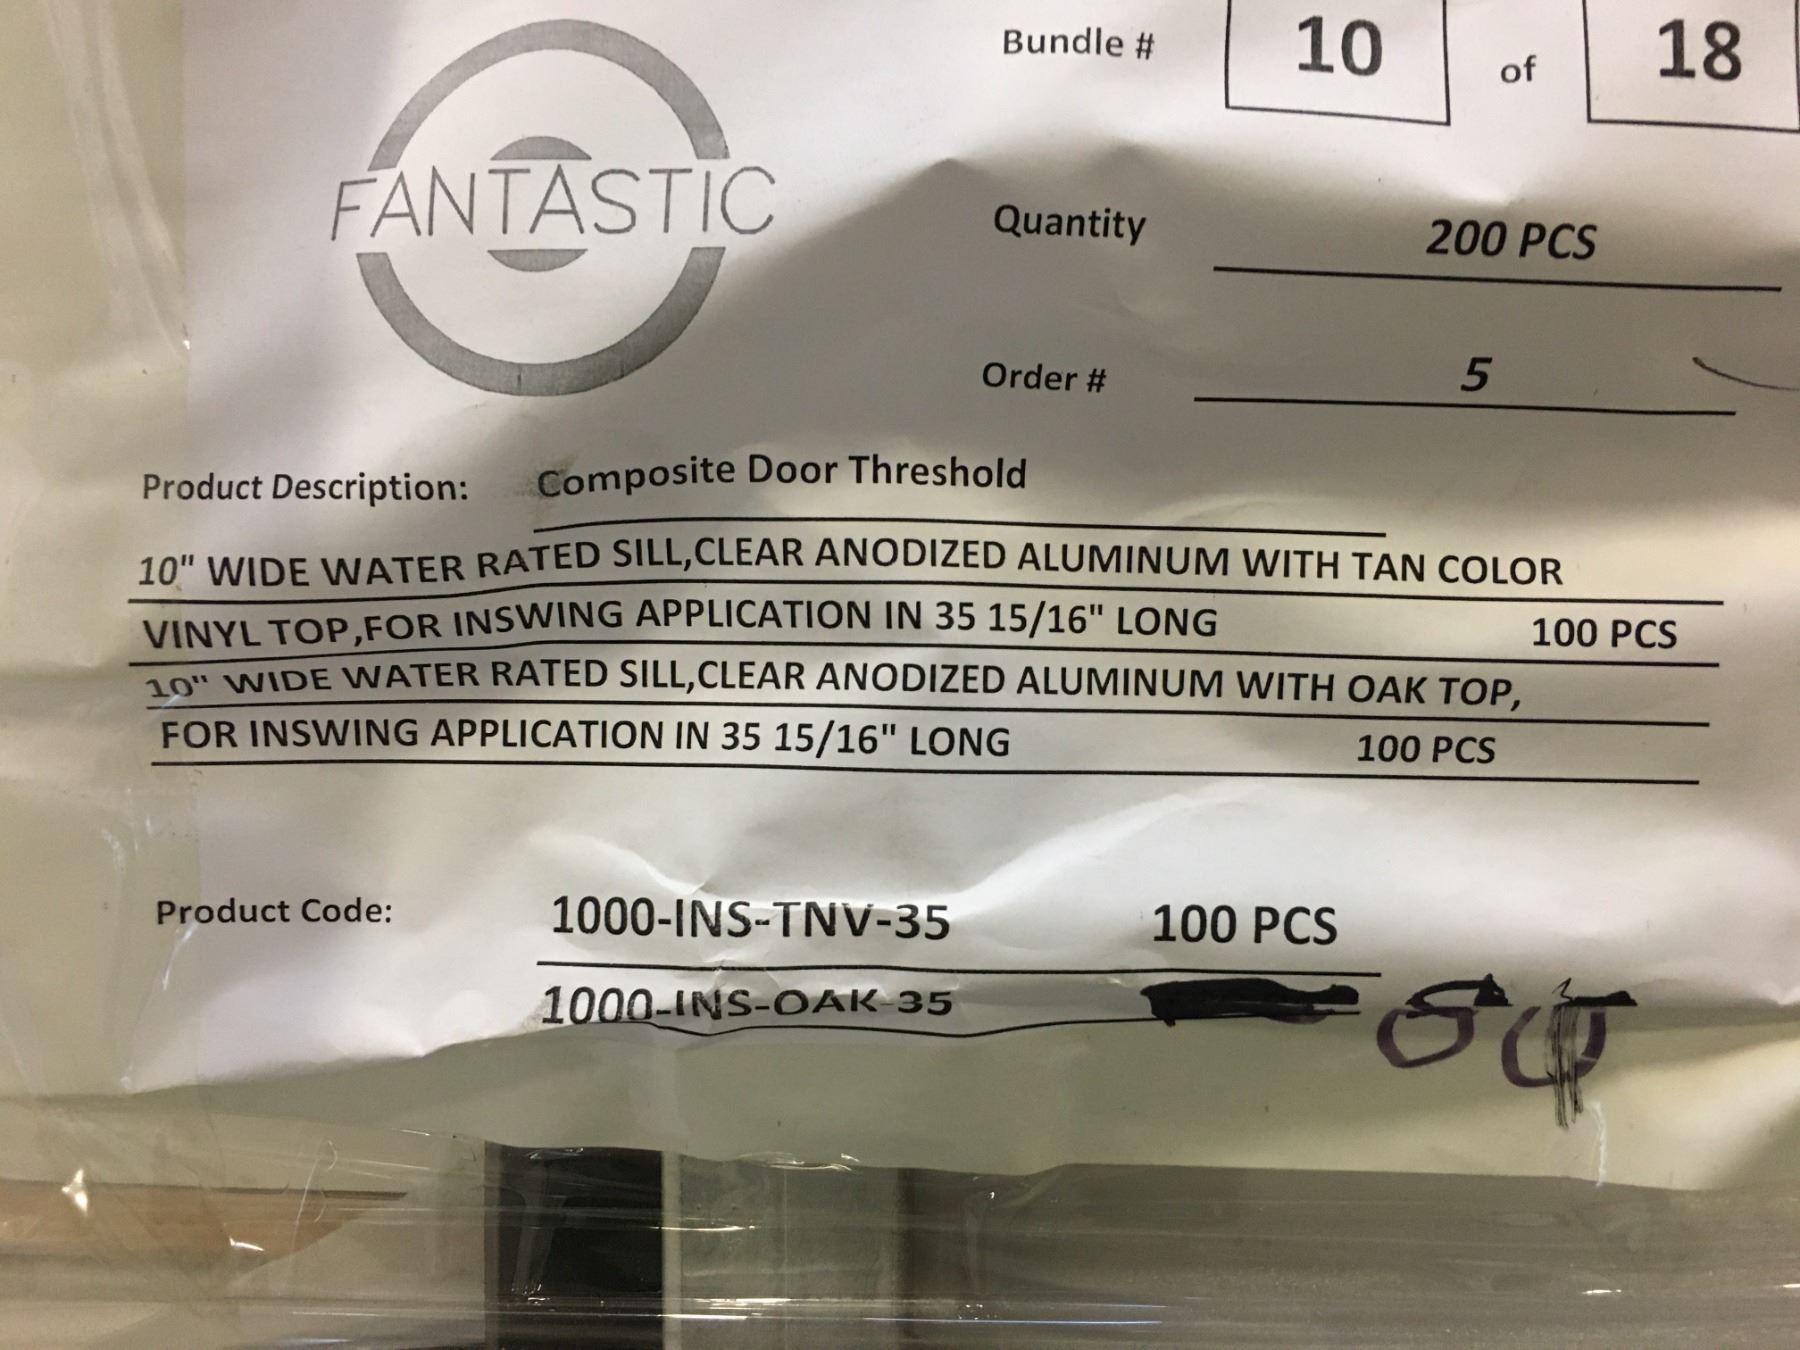 FANTASTIC
Bundle # 10 of 18
Quantity 200 PCS
Order # 5
Product Description: Composite Door Threshold
10" WIDE WATER RATED SILL,CLEAR ANODIZED ALUMINUM WITH TAN COLOR
VINYL TOP,FOR INSWING APPLICATION IN 35 15/16" LONG 100 PCS
10" WIDE WATER RATED SILL,CLEAR ANODIZED ALUMINUM WITH OAK TOP,
FOR INSWING APPLICATION IN 35 15/16" LONG 100 PCS
Product Code: 1000-INS-TNV-35 100 PCS
1000-INS-OAK-35